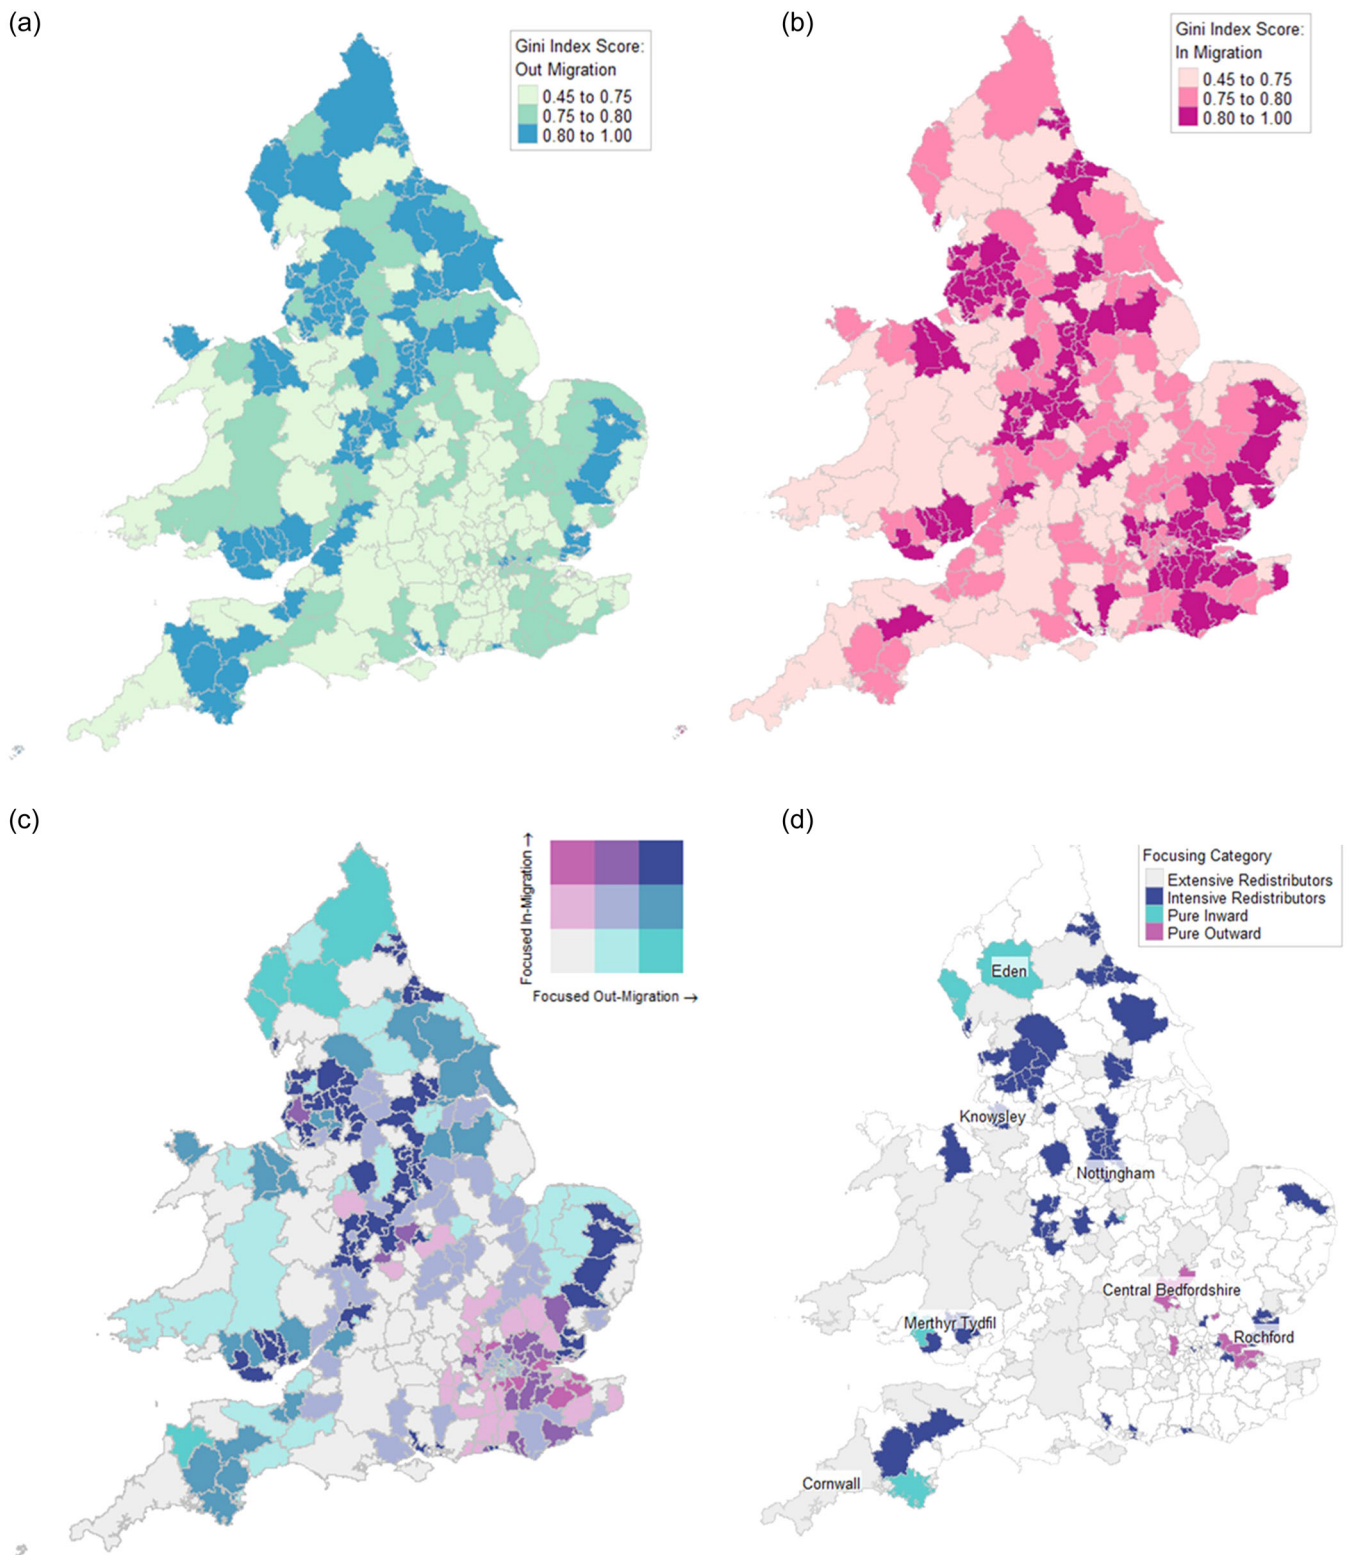 (a)
Gini Index Score:
Out Migration
0.45 to 0.75
0.75 to 0.80
0.80 to 1.00
(b)
Gini Index Score:
In Migration
0.45 to 0.75
0.75 to 0.80
0.80 to 1.00
(c)
Focused In-Migration →
Focused Out-Migration →
(d)
Focusing Category
Extensive Redistributors
Intensive Redistributors
Pure Inward
Pure Outward
Eden
Knowsley
Nottingham
Central Bedfordshire
Merthyr Tydfil
Rochford
Cornwall